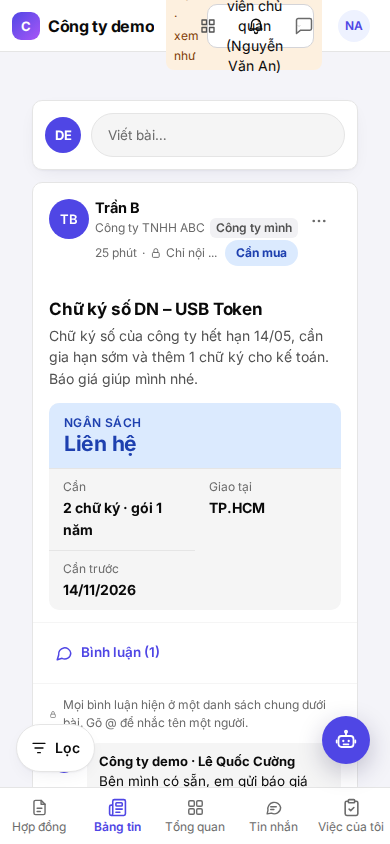 C Công ty demo
·
xem
như
viên chủ
quán
(Nguyễn
Văn An)
NA
DE Viết bài...
TB Trần B
Công ty TNHH ABC Công ty mình
25 phút · Chỉ nội ... Cần mua
Chữ ký số DN – USB Token
Chữ ký số của công ty hết hạn 14/05, cần
gia hạn sớm và thêm 1 chữ ký cho kế toán.
Báo giá giúp mình nhé.
NGÂN SÁCH
Liên hệ
Cần Giao tại
2 chữ ký · gói 1 TP.HCM
năm
Cần trước
14/11/2026
Bình luận (1)
Mọi bình luận hiện ở một danh sách chung dưới
bài. Gõ @ để nhắc tên một người.
Lọc
Công ty demo · Lê Quốc Cường
Bên mình có sẵn, em gửi báo giá
Hợp đồng Bảng tin Tổng quan Tin nhắn Việc của tôi